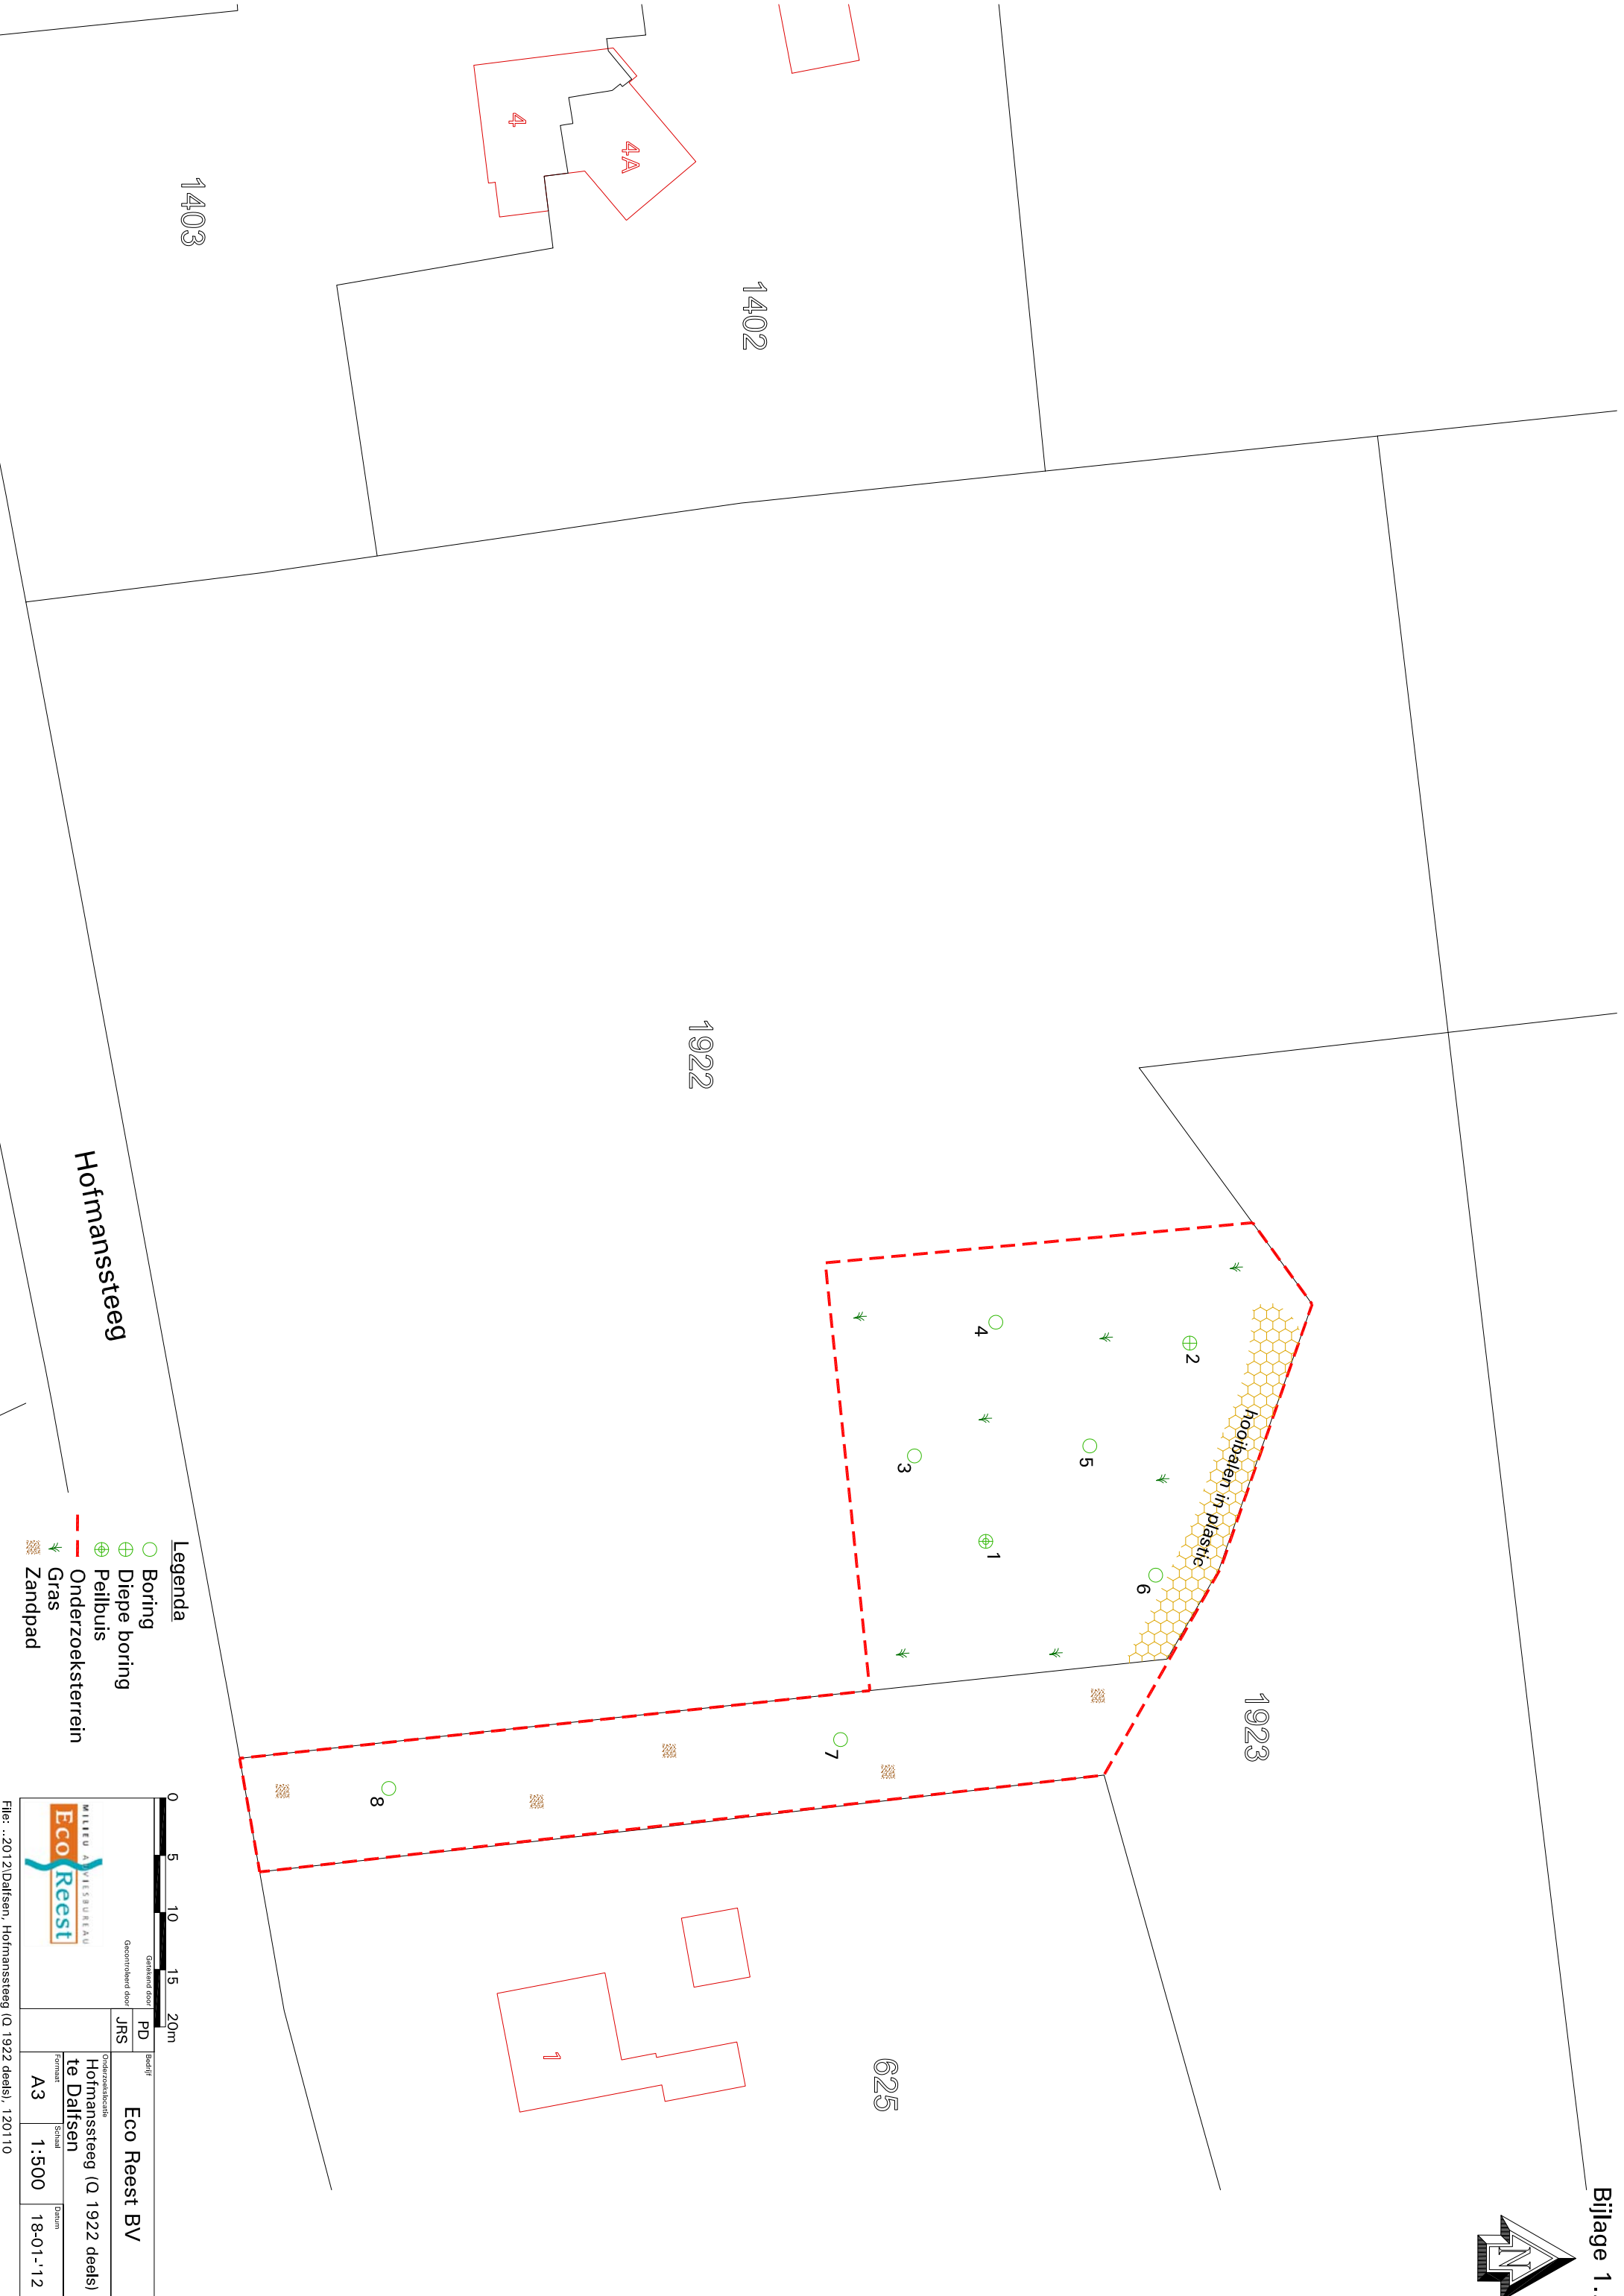 Bijlage 1.
N
4
4A
1403
1402
1922
1923
625
1
Hofmanssteeg
hooibalen in plastic
2
4
5
3
1
6
7
8
Legenda
Boring
Diepe boring
Peilbuis
Onderzoeksterrein
Gras
Zandpad
0 5 10 15 20m
MILIEU ADVIESBUREAU
Eco Reest
Getekend door PD
Gecontroleerd door JRS
Bedrijf
Eco Reest BV
Onderzoekslocatie
Hofmanssteeg (Q 1922 deels)
te Dalfsen
Formaat
A3
Schaal
1:500
Datum
18-01-'12
File: ..2012\Dalfsen, Hofmanssteeg (Q 1922 deels), 120110